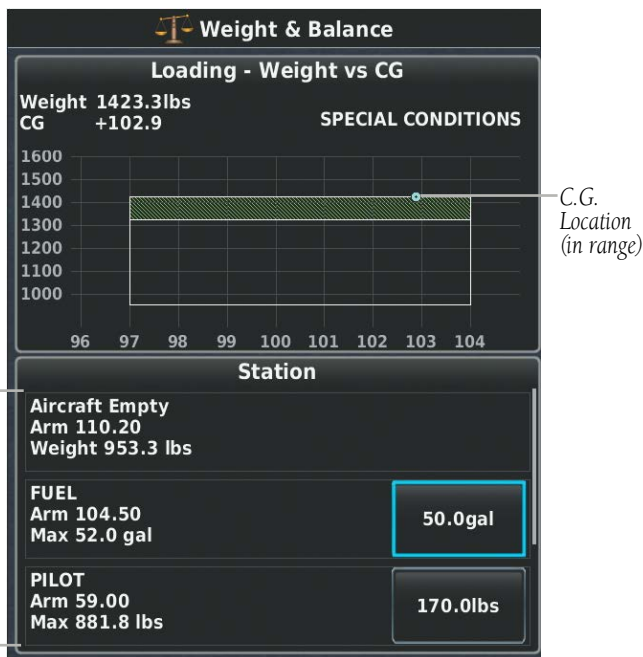 Weight & Balance
Loading - Weight vs CG
Weight 1423.3lbs
CG +102.9
SPECIAL CONDITIONS
1600
1500
1400
1300
1200
1100
1000
96 97 98 99 100 101 102 103 104
C.G.
Location
(in range)
Station
Aircraft Empty
Arm 110.20
Weight 953.3 lbs
FUEL
Arm 104.50
Max 52.0 gal
50.0gal
PILOT
Arm 59.00
Max 881.8 lbs
170.0lbs